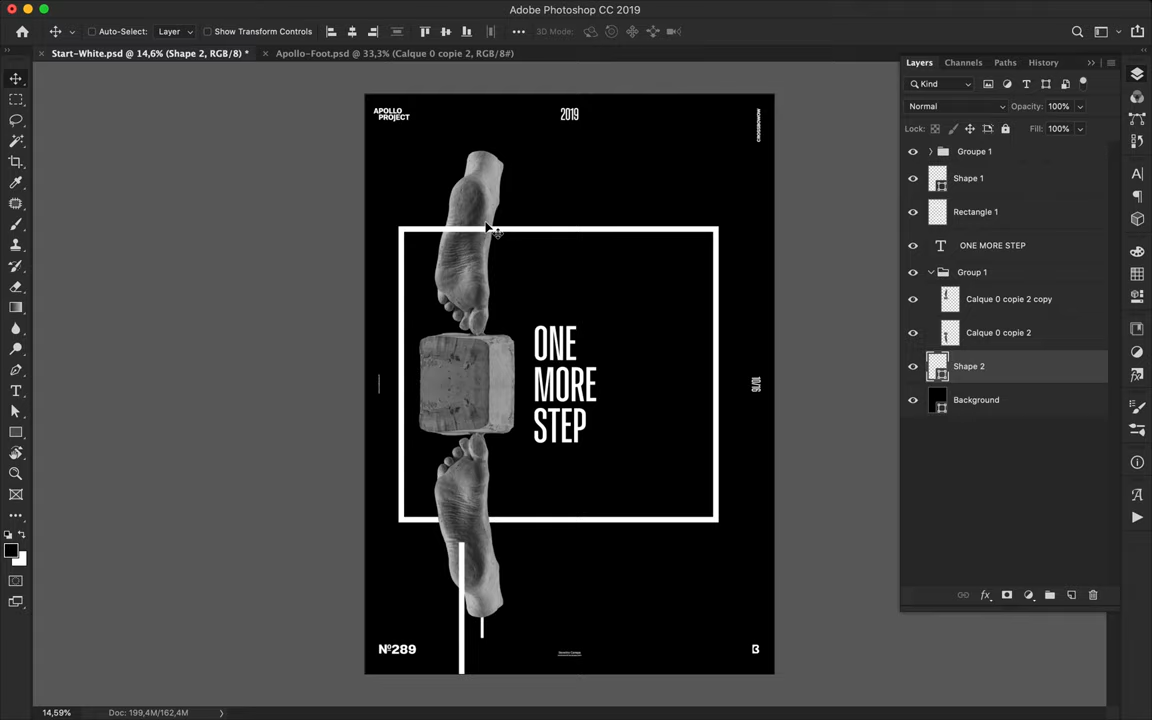 Adobe Photoshop CC 2019
Auto-Select:
Layer
Show Transform Controls
3D Mode:
Start-White.psd @ 14,6% (Shape 2, RGB/8) *
Apollo-Foot.psd @ 33,3% (Calque 0 copie 2, RGB/8#)
Layers
Channels
Paths
History
Kind
Normal
Opacity: 100%
Lock:
Fill: 100%
Groupe 1
Shape 1
Rectangle 1
ONE MORE STEP
Group 1
Calque 0 copie 2 copy
Calque 0 copie 2
Shape 2
Background
APOLLO
PROJECT
2019
ONE
MORE
STEP
10/16
Nº289
14,59%
Doc: 199,4M/162,4M